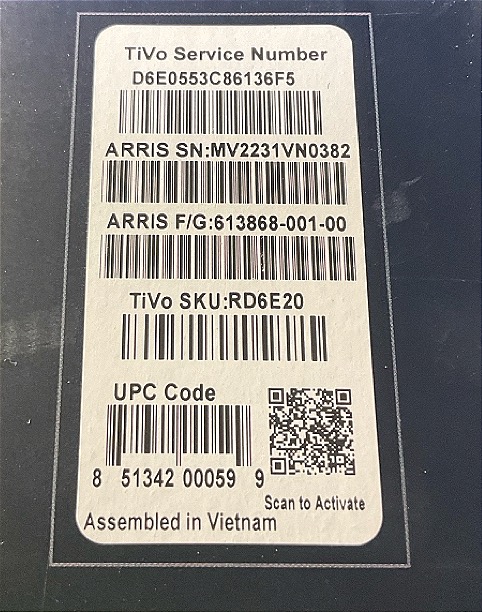 TiVo Service Number
D6E0553C86136F5
ARRIS SN:MV2231VN0382
ARRIS F/G:613868-001-00
TiVo SKU:RD6E20
UPC Code
8 51342 00059 9
Scan to Activate
Assembled in Vietnam